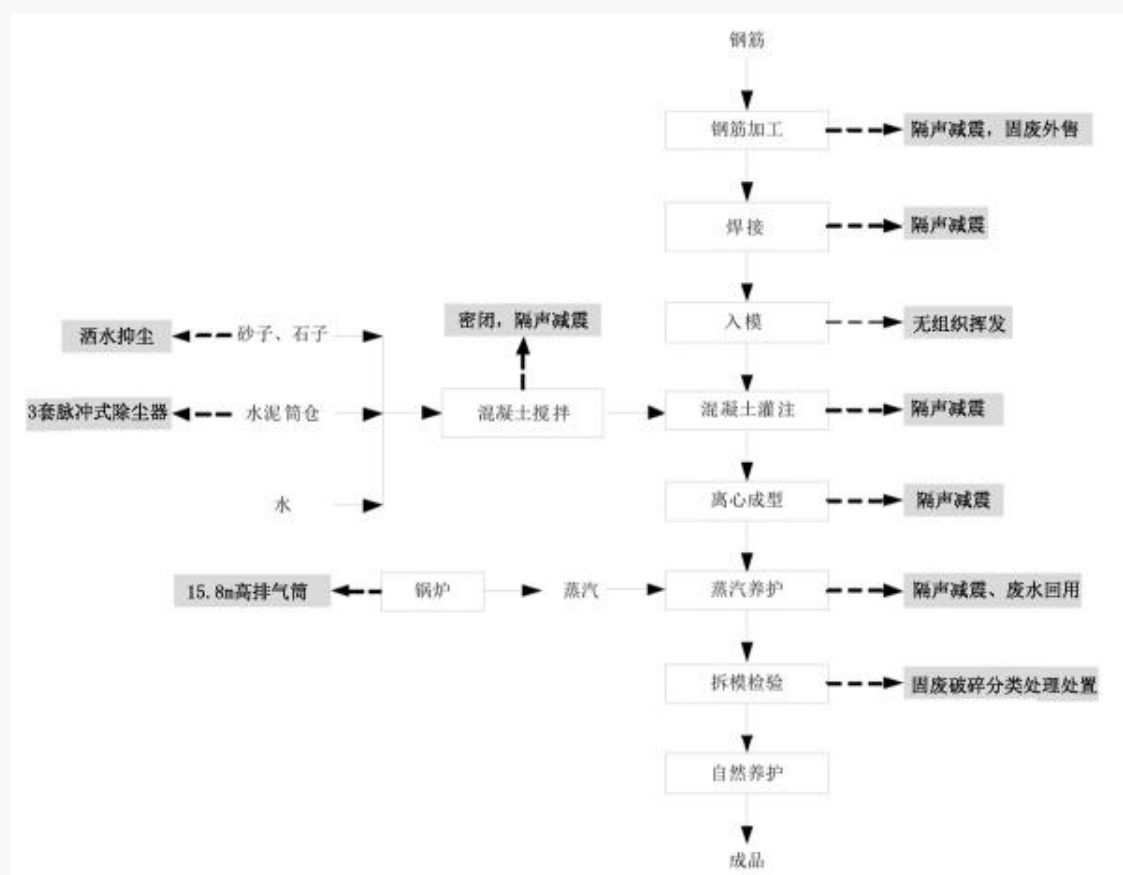 钢筋
钢筋加工
隔声减震，固废外售
焊接
隔声减震
密闭，隔声减震
洒水抑尘
砂子、石子
入模
无组织挥发
3套脉冲式除尘器
水泥筒仓
混凝土搅拌
混凝土灌注
隔声减震
水
离心成型
隔声减震
15.8m高排气筒
锅炉
蒸汽
蒸汽养护
隔声减震、废水回用
拆模检验
固废破碎分类处理处置
自然养护
成品